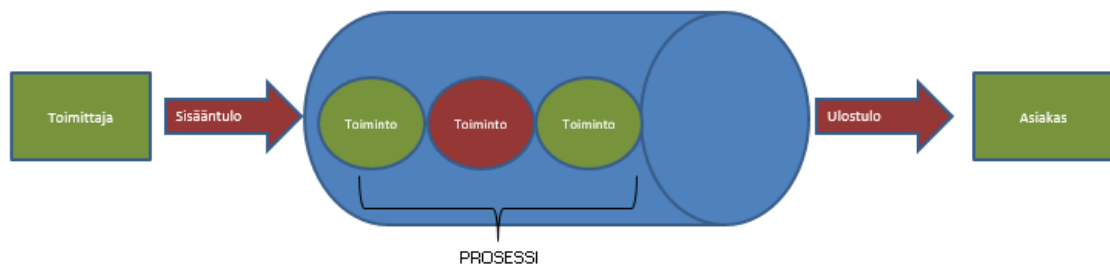 Toimittaja
Sisääntulo
Toiminto
Toiminto
Toiminto
Ulostulo
Asiakas
PROSESSI